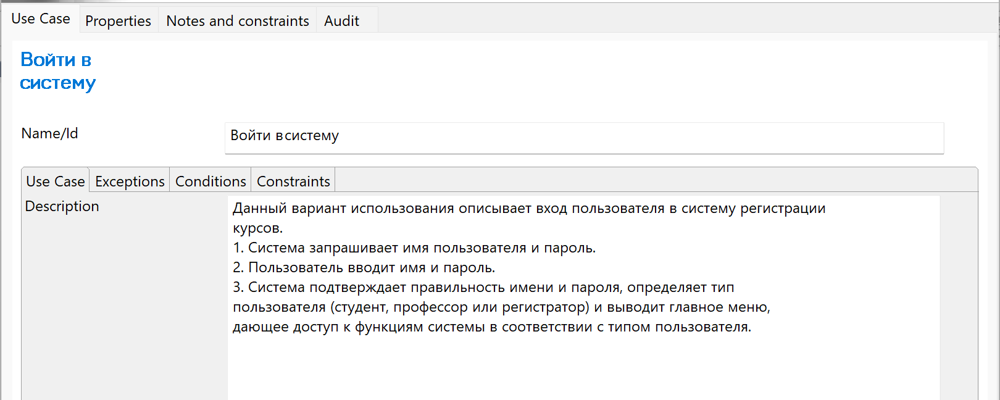 Use Case Properties Notes and constraints Audit
Войти в
систему
Name/Id Войти в систему
Use Case Exceptions Conditions Constraints
Description Данный вариант использования описывает вход пользователя в систему регистрации
курсов.
1. Система запрашивает имя пользователя и пароль.
2. Пользователь вводит имя и пароль.
3. Система подтверждает правильность имени и пароля, определяет тип
пользователя (студент, профессор или регистратор) и выводит главное меню,
дающее доступ к функциям системы в соответствии с типом пользователя.